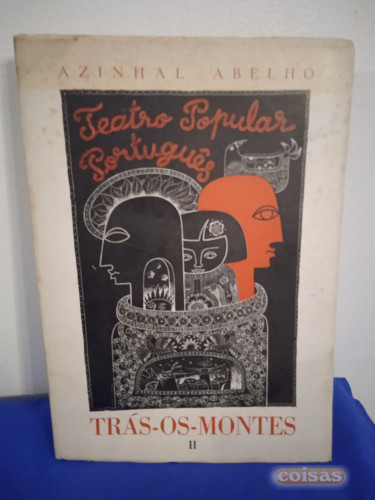 AZINHAL ABELHO
Teatro Popular
Português
TRÁS-OS-MONTES
II
coisas